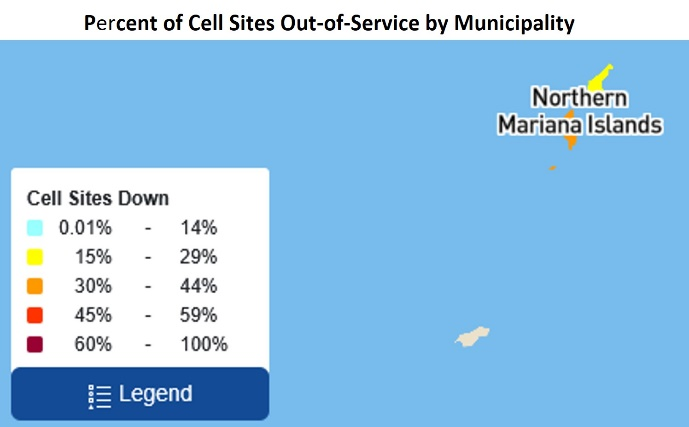 Percent of Cell Sites Out-of-Service by Municipality
Northern
Mariana Islands
Cell Sites Down
0.01% - 14%
15% - 29%
30% - 44%
45% - 59%
60% - 100%
Legend